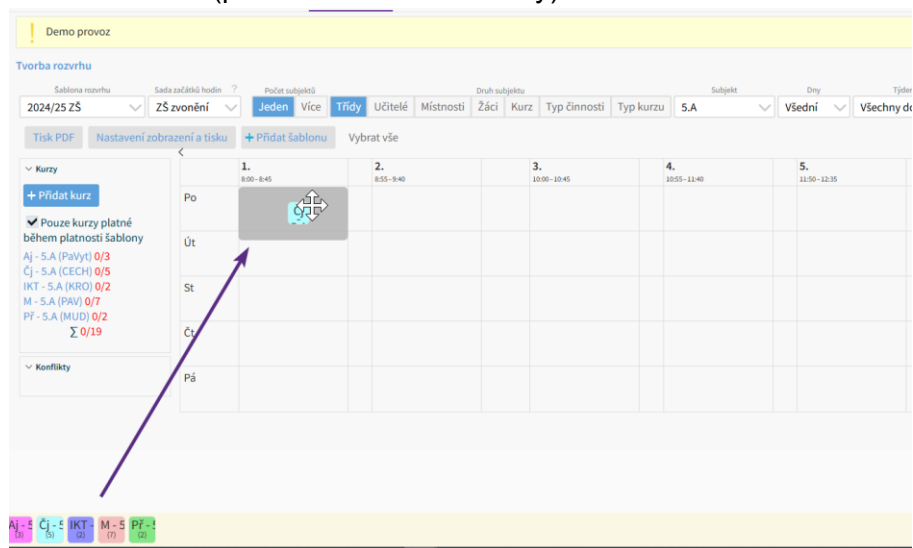 Demo provoz
Tvorba rozvrhu
Šablona rozvrhu Sada začátků hodin ? Počet subjektů Druh subjektu Subjekt Dny
2024/25 ZŠ ZŠ zvonění Jeden Více Třídy Učitelé Místnosti Žáci Kurz Typ činnosti Typ kurzu 5.A Všední Všechny
Tisk PDF Nastavení zobrazení a tisku + Přidat šablonu Vybrat vše
Kurzy 1. 2. 3. 4. 5.
8:00 - 8:45 8:55 - 9:40 10:00 - 10:45 10:55 - 11:40 11:50 - 12:35
+ Přidat kurz
Po
Čj
Pouze kurzy platné
během platnosti šablony
Út
Aj - 5.A (PaVyt) 0/3
Čj - 5.A (CECH) 0/5
IKT - 5.A (KRO) 0/2
St
M - 5.A (PAV) 0/7
Př - 5.A (MUD) 0/2
∑ 0/19
Čt
Konflikty
Pá
Aj - 5 Čj - 5 IKT - M - 5 Př - 5
(3) (5) (2) (7) (2)